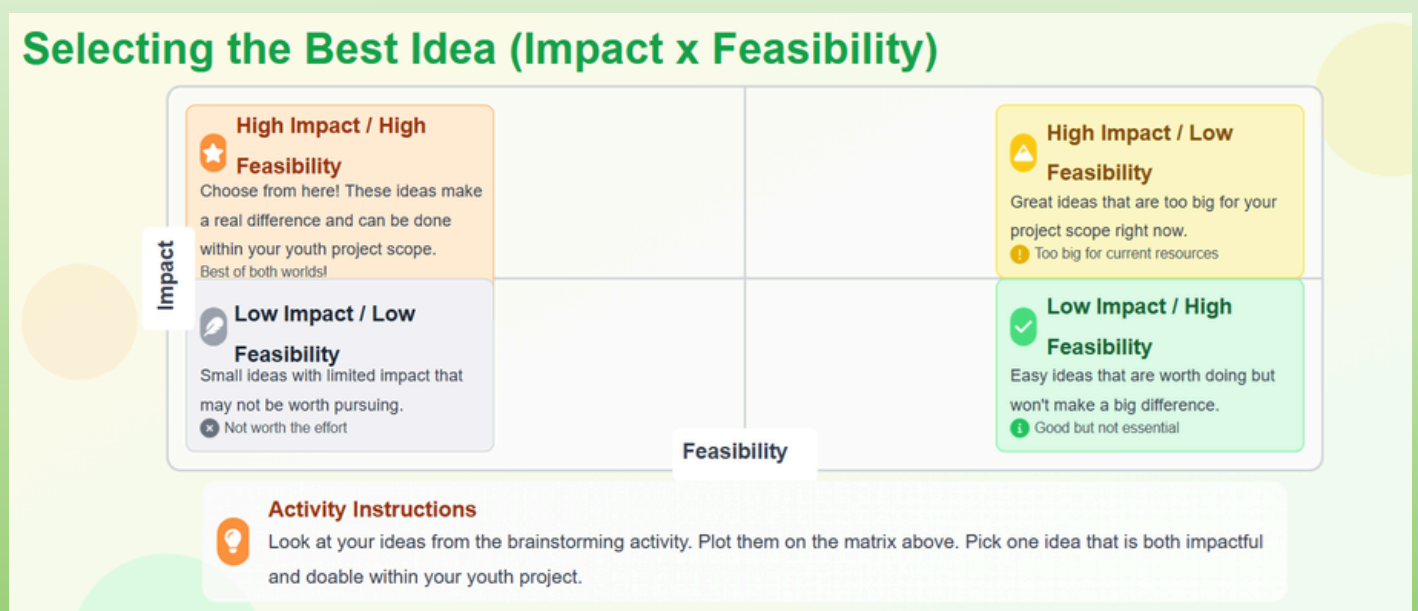 Selecting the Best Idea (Impact x Feasibility)
High Impact / High
Feasibility
Choose from here! These ideas make
a real difference and can be done
within your youth project scope.
Best of both worlds!
High Impact / Low
Feasibility
Great ideas that are too big for your
project scope right now.
Too big for current resources
Impact
Low Impact / Low
Feasibility
Small ideas with limited impact that
may not be worth pursuing.
Not worth the effort
Low Impact / High
Feasibility
Easy ideas that are worth doing but
won't make a big difference.
Good but not essential
Feasibility
Activity Instructions
Look at your ideas from the brainstorming activity. Plot them on the matrix above. Pick one idea that is both impactful
and doable within your youth project.